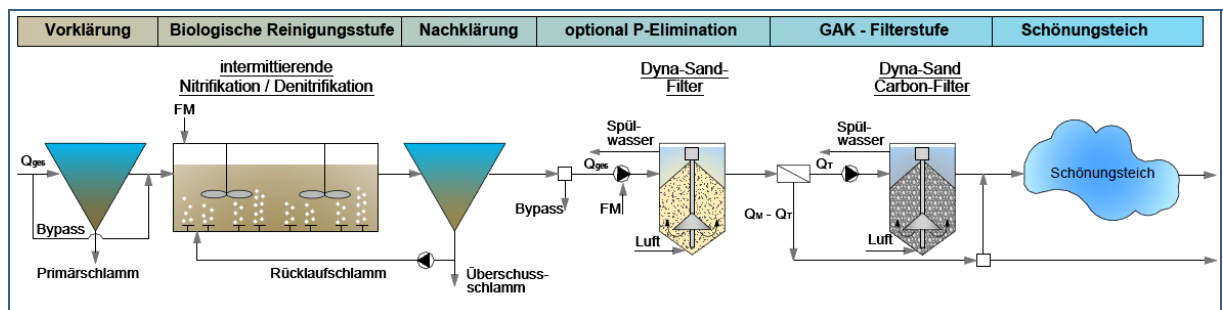 Vorklärung
Biologische Reinigungsstufe
Nachklärung
optional P-Elimination
GAK - Filterstufe
Schönungsteich
intermittierende
Nitrifikation / Denitrifikation
FM
Qges
Bypass
Primärschlamm
Rücklaufschlamm
Überschuss-
schlamm
Dyna-Sand-
Filter
Spül-
wasser
Qges
Bypass
FM
Luft
Dyna-Sand
Carbon-Filter
Spül-
wasser
QT
QM - QT
Luft
Schönungsteich